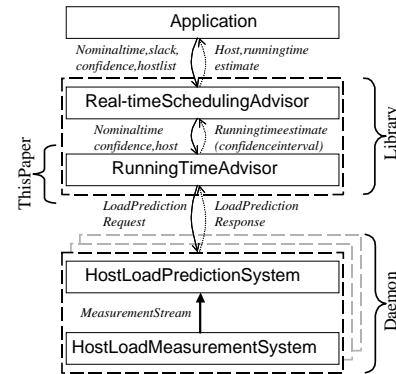 Application
Nominaltime,slack, Host,runningtime
confidence,hostlist estimate
Real-timeSchedulingAdvisor
Nominaltime Runningtimeestimate
confidence,host (confidenceinterval)
RunningTimeAdvisor
ThisPaper
Library
LoadPrediction LoadPrediction
Request Response
HostLoadPredictionSystem
MeasurementStream
HostLoadMeasurementSystem
Daemon